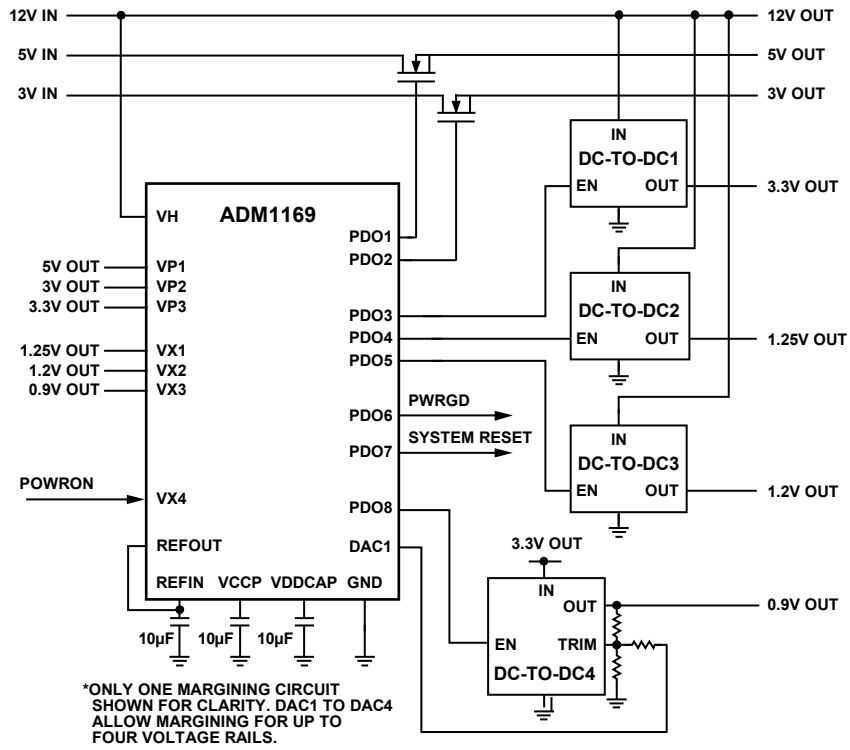 12V IN
12V OUT
5V IN
5V OUT
3V IN
3V OUT
IN
DC-TO-DC1
EN OUT
3.3V OUT
ADM1169
VH
PDO1
PDO2
5V OUT
VP1
3V OUT
VP2
3.3V OUT
VP3
PDO3
IN
DC-TO-DC2
EN OUT
1.25V OUT
PDO4
PDO5
1.25V OUT
VX1
1.2V OUT
VX2
0.9V OUT
VX3
PWRGD
PDO6
SYSTEM RESET
PDO7
IN
DC-TO-DC3
EN OUT
1.2V OUT
POWRON
VX4
PDO8
REFOUT
DAC1
3.3V OUT
REFIN VCCP VDDCAP GND
IN
OUT
0.9V OUT
EN TRIM
DC-TO-DC4
10µF 10µF 10µF
*ONLY ONE MARGINING CIRCUIT
SHOWN FOR CLARITY. DAC1 TO DAC4
ALLOW MARGINING FOR UP TO
FOUR VOLTAGE RAILS.